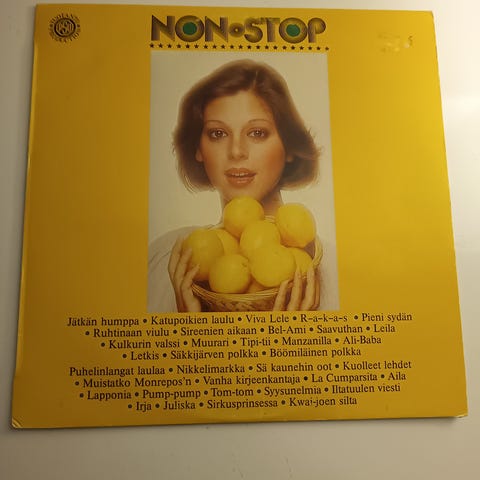 NON•STOP
Jätkän humppa • Katupoikien laulu • Viva Lele • R-a-k-a-s • Pieni sydän
• Ruhtinaan viulu • Sireenien aikaan • Bel-Ami • Saavuthan • Leila
• Kulkurin valssi • Muurari • Tipi-tii • Manzanilla • Ali-Baba
• Letkis • Säkkijärven polkka • Böömiläinen polkka
Puhelinlangat laulaa • Nikkelimarkka • Sä kaunehin oot • Kuolleet lehdet
• Muistatko Monrepos'n • Vanha kirjeenkantaja • La Cumparsita • Aila
• Lapponia • Pump-pump • Tom-tom • Syysunelmia • Iltatuulen viesti
• Irja • Juliska • Sirkusprinsessa • Kwai-joen silta